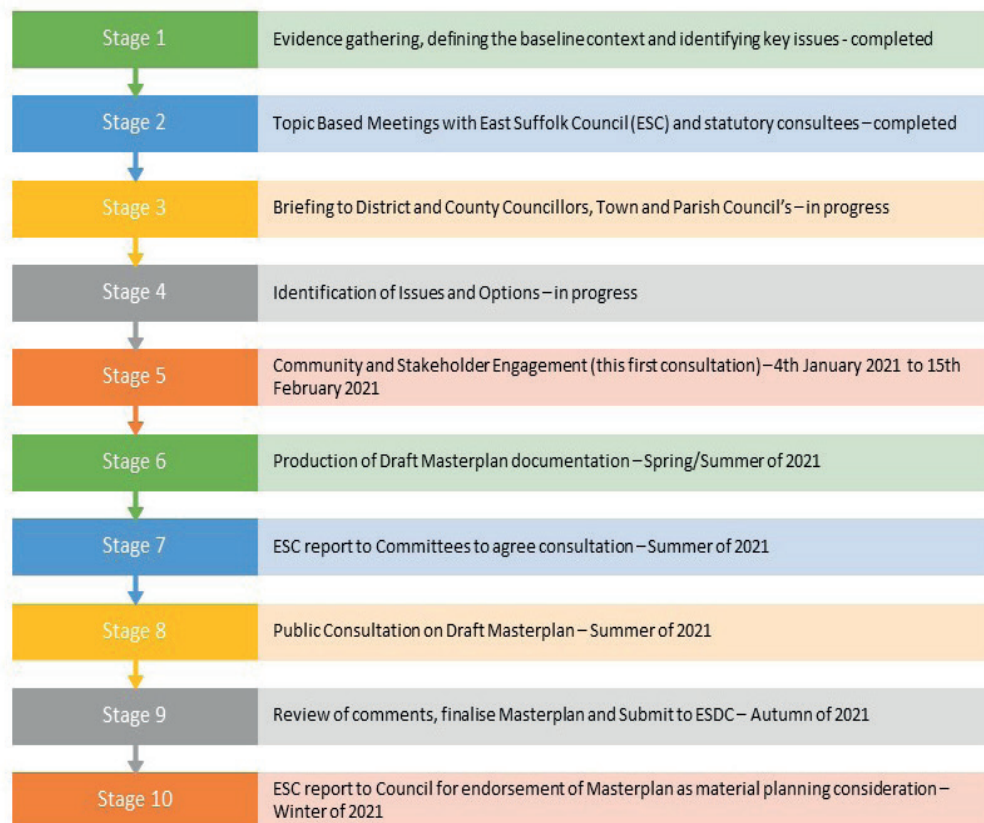 Stage 1
Evidence gathering, defining the baseline context and identifying key issues - completed
Stage 2
Topic Based Meetings with East Suffolk Council (ESC) and statutory consultees – completed
Stage 3
Briefing to District and County Councillors, Town and Parish Council's – in progress
Stage 4
Identification of Issues and Options – in progress
Stage 5
Community and Stakeholder Engagement (this first consultation) – 4th January 2021 to 15th
February 2021
Stage 6
Production of Draft Masterplan documentation – Spring/Summer of 2021
Stage 7
ESC report to Committees to agree consultation – Summer of 2021
Stage 8
Public Consultation on Draft Masterplan – Summer of 2021
Stage 9
Review of comments, finalise Masterplan and Submit to ESDC – Autumn of 2021
Stage 10
ESC report to Council for endorsement of Masterplan as material planning consideration –
Winter of 2021